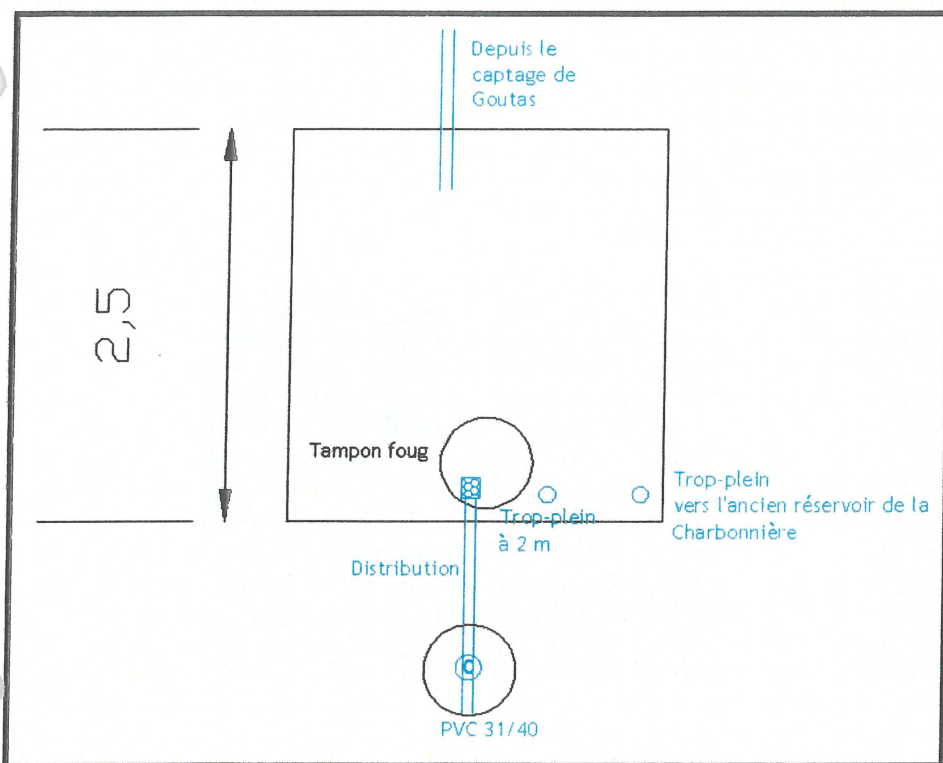 Depuis le
captage de
Goutas
2,5
Tampon foug
Trop-plein
à 2 m
Trop-plein
vers l'ancien réservoir de la
Charbonnière
Distribution
C
PVC 31/40